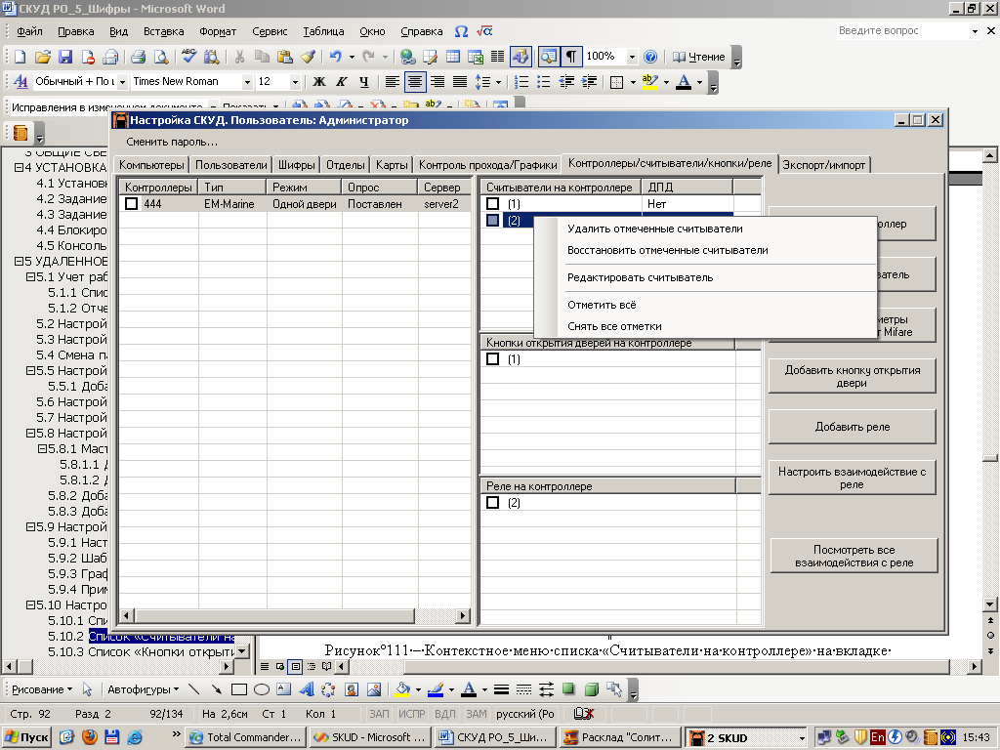 СКУД РО_5_Шифры - Microsoft Word
Файл Правка Вид Вставка Формат Сервис Таблица Окно Справка
Введите вопрос
100% Чтение
Обычный + По ц Times New Roman 12 Ж К Ч
Исправления в измененном документе Показать
Настройка СКУД. Пользователь: Администратор
Сменить пароль...
Компьютеры Пользователи Шифры Отделы Карты Контроль прохода/Графики Контроллеры/считыватели/кнопки/реле Экспорт/импорт
Контроллеры Тип Режим Опрос Сервер
444 EM-Marine Одной двери Поставлен server2
Считыватели на контроллере ДПД
(1) Нет
(2)
Удалить отмеченные считыватели
Восстановить отмеченные считыватели
Редактировать считыватель
Отметить всё
Снять все отметки
Кнопки открытия дверей на контроллере
(1)
Реле на контроллере
(2)
ллер
атель
метры
Mifare
Добавить кнопку открытия
двери
Добавить реле
Настроить взаимодействие с
реле
Посмотреть все
взаимодействия с реле
3 ОБЩИЕ СВЕ
4 УСТАНОВКА
4.1 Установ
4.2 Задание
4.3 Задание
4.4 Блокиро
4.5 Консоль
5 УДАЛЕННОЕ
5.1 Учет раб
5.1.1 Спис
5.1.2 Отче
5.2 Настрой
5.3 Настрой
5.4 Смена па
5.5 Настрой
5.5.1 Доба
5.6 Настрой
5.7 Настрой
5.8 Настрой
5.8.1 Маст
5.8.1.1 Д
5.8.1.2 Д
5.8.2 Доба
5.8.3 Доба
5.9 Настрой
5.9.1 Наст
5.9.2 Шаб
5.9.3 Граф
5.9.4 Прим
5.10 Настро
5.10.1 Спи
5.10.2 Список «Считыватели на
5.10.3 Список «Кнопки открыти
Рисунок°111·–·Контекстное·меню·списка·«Считыватели·на·контроллере»·на·вкладке·
Рисование Автофигуры
Стр. 92 Разд 2 92/134 На 2,6см Ст 1 Кол 1 ЗАП ИСПР ВДЛ ЗАМ русский (Ро
Пуск Total Commander... SKUD - Microsoft ... СКУД РО_5_Ши... Расклад "Солит... 2 SKUD En 15:43